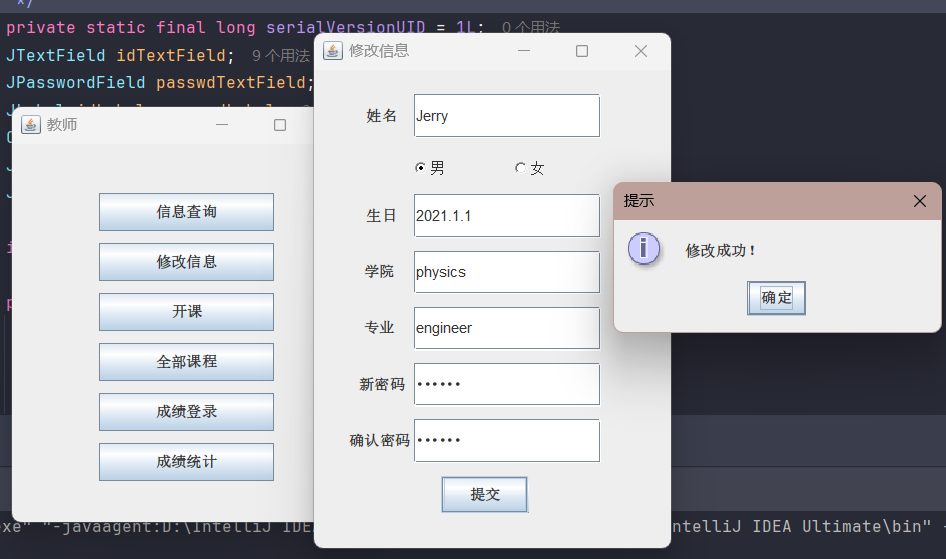 */
private static final long serialVersionUID = 1L; 0 个用法
JTextField idTextField; 9 个用法
JPasswordField passwdTextField;
教师
信息查询
修改信息
开课
全部课程
成绩登录
成绩统计
修改信息
姓名
Jerry
男
女
生日
2021.1.1
学院
physics
专业
engineer
新密码
••••••
确认密码
••••••
提交
提示
修改成功！
确定
xe" "-javaagent:D:\IntelliJ IDEA
ntelliJ IDEA Ultimate\bin" -